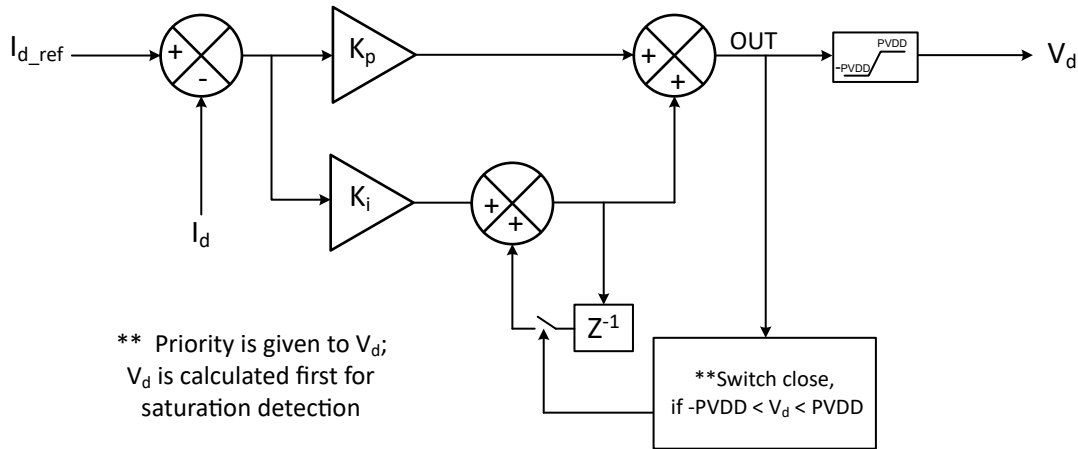 I_d_ref
+
-
I_d
K_p
+
+
OUT
PVDD
-PVDD
V_d
K_i
+
+
Z^-1
** Priority is given to V_d;
V_d is calculated first for
saturation detection
**Switch close,
if -PVDD < V_d < PVDD